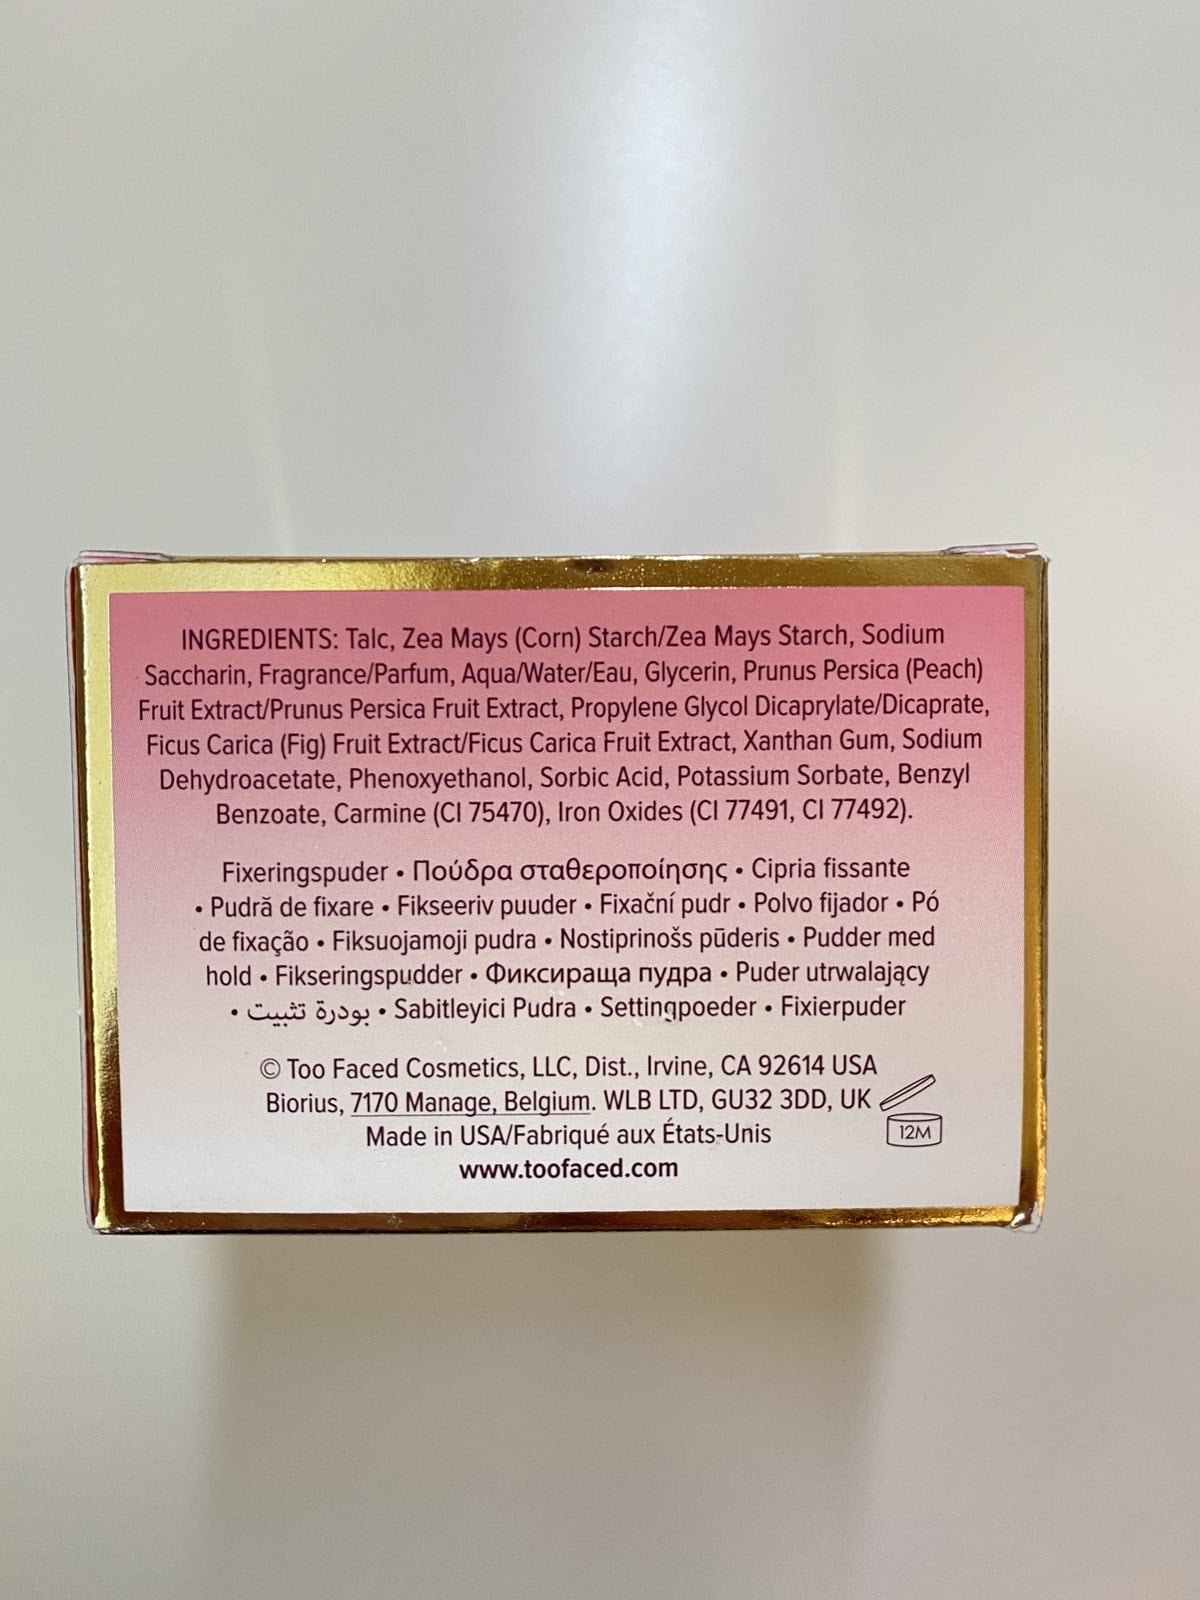 INGREDIENTS: Talc, Zea Mays (Corn) Starch/Zea Mays Starch, Sodium
Saccharin, Fragrance/Parfum, Aqua/Water/Eau, Glycerin, Prunus Persica (Peach)
Fruit Extract/Prunus Persica Fruit Extract, Propylene Glycol Dicaprylate/Dicaprate,
Ficus Carica (Fig) Fruit Extract/Ficus Carica Fruit Extract, Xanthan Gum, Sodium
Dehydroacetate, Phenoxyethanol, Sorbic Acid, Potassium Sorbate, Benzyl
Benzoate, Carmine (CI 75470), Iron Oxides (CI 77491, CI 77492).
Fixeringspuder • Πούδρα σταθεροποίησης • Cipria fissante
• Pudră de fixare • Fikseeriv puuder • Fixační pudr • Polvo fijador • Pó
de fixação • Fiksuojamoji pudra • Nostiprinošs pūderis • Pudder med
hold • Fikseringspudder • Фиксираща пудра • Puder utrwalający
• بودرة تثبيت • Sabitleyici Pudra • Settingpoeder • Fixierpuder
© Too Faced Cosmetics, LLC, Dist., Irvine, CA 92614 USA
Biorius, 7170 Manage, Belgium. WLB LTD, GU32 3DD, UK
Made in USA/Fabriqué aux États-Unis
12M
www.toofaced.com